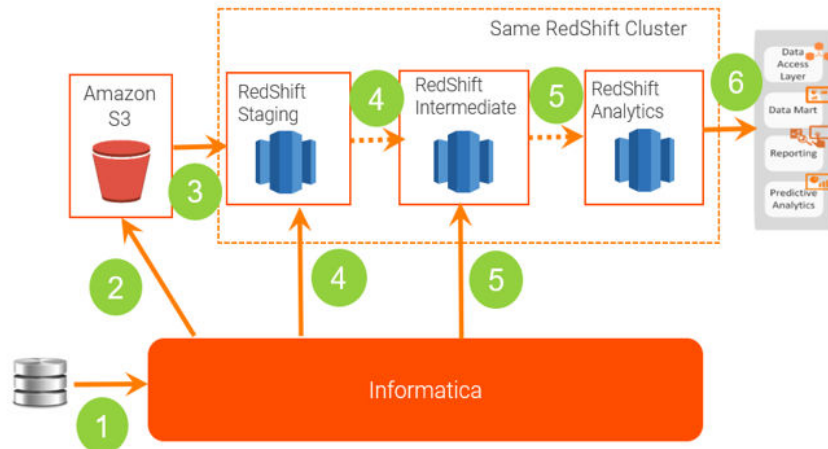 Same RedShift Cluster
Amazon
S3
RedShift
Staging
4
RedShift
Intermediate
5
RedShift
Analytics
6
Data
Access
Layer
Data Mart
Reporting
Predictive
Analytics
3
2
4
5
1
Informatica